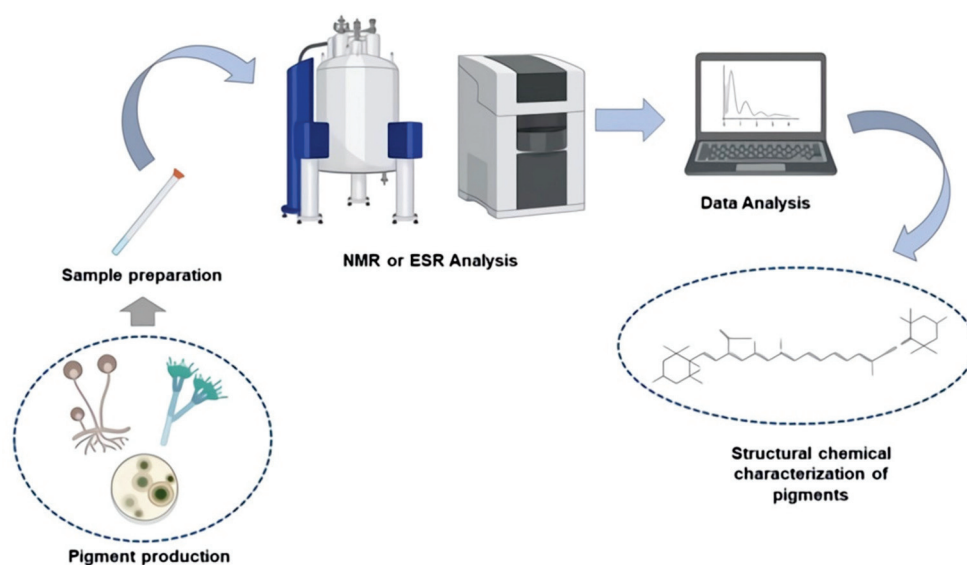 Sample preparation
NMR or ESR Analysis
Data Analysis
Structural chemical
characterization of
pigments
Pigment production